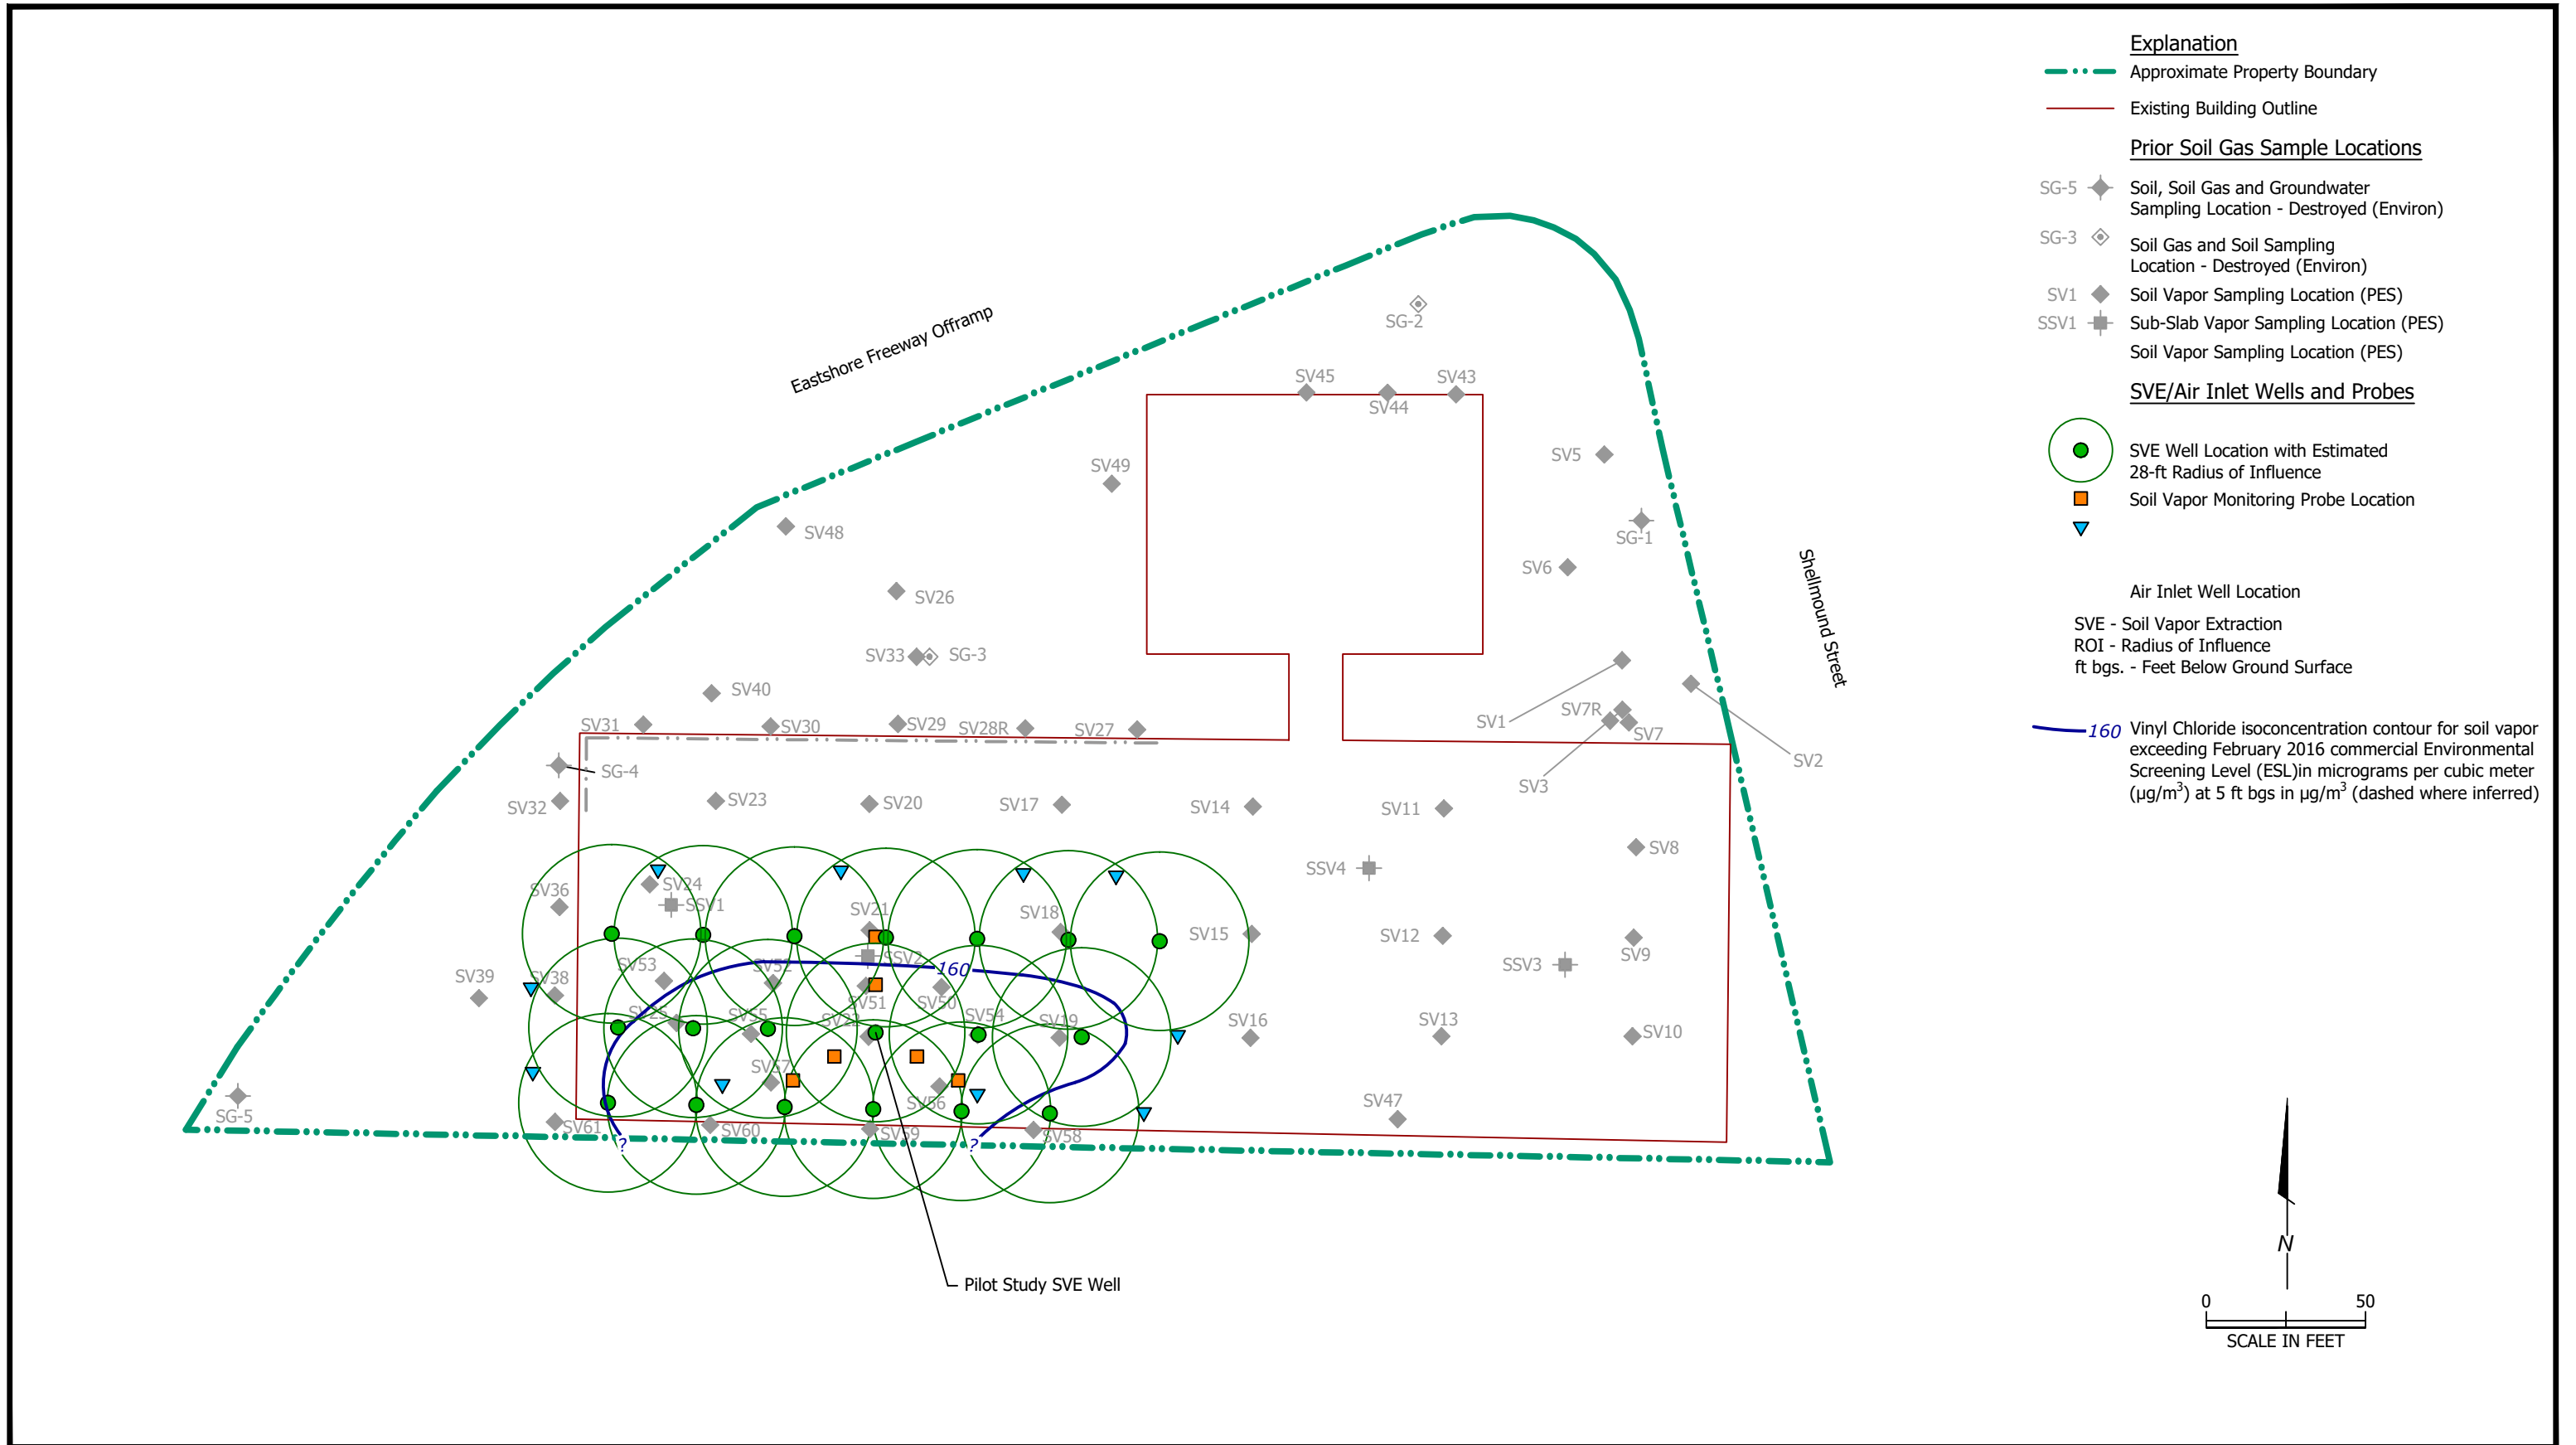 Explanation
Approximate Property Boundary
Existing Building Outline
Prior Soil Gas Sample Locations
SG-5 Soil, Soil Gas and Groundwater
Sampling Location - Destroyed (Environ)
SG-3 Soil Gas and Soil Sampling
Location - Destroyed (Environ)
SV1 Soil Vapor Sampling Location (PES)
SSV1 Sub-Slab Vapor Sampling Location (PES)
Soil Vapor Sampling Location (PES)
SVE/Air Inlet Wells and Probes
SVE Well Location with Estimated
28-ft Radius of Influence
Soil Vapor Monitoring Probe Location
Air Inlet Well Location
SVE - Soil Vapor Extraction
ROI - Radius of Influence
ft bgs. - Feet Below Ground Surface
160 Vinyl Chloride isoconcentration contour for soil vapor
exceeding February 2016 commercial Environmental
Screening Level (ESL)in micrograms per cubic meter
(µg/m³) at 5 ft bgs in µg/m³ (dashed where inferred)
Eastshore Freeway Offramp
Shellmound Street
SG-2
SV45
SV43
SV44
SV49
SV5
SV48
SG-1
SV6
SV26
SV33
SG-3
SV40
SV31
SV30
SV29
SV28R
SV27
SV1
SV7R
SV7
SV2
SV3
SG-4
SV32
SV23
SV20
SV17
SV14
SV11
SV8
SSV4
SV36
SV24
SSV1
SV21
SV18
SV15
SV12
SV9
SSV2
SSV3
160
SV39
SV38
SV53
SV52
SV51
SV50
SV25
SV55
SV22
SV54
SV19
SV16
SV13
SV10
SV57
SV56
SV47
SG-5
SV61
SV60
SV59
SV58
?
?
Pilot Study SVE Well
N
0 50
SCALE IN FEET